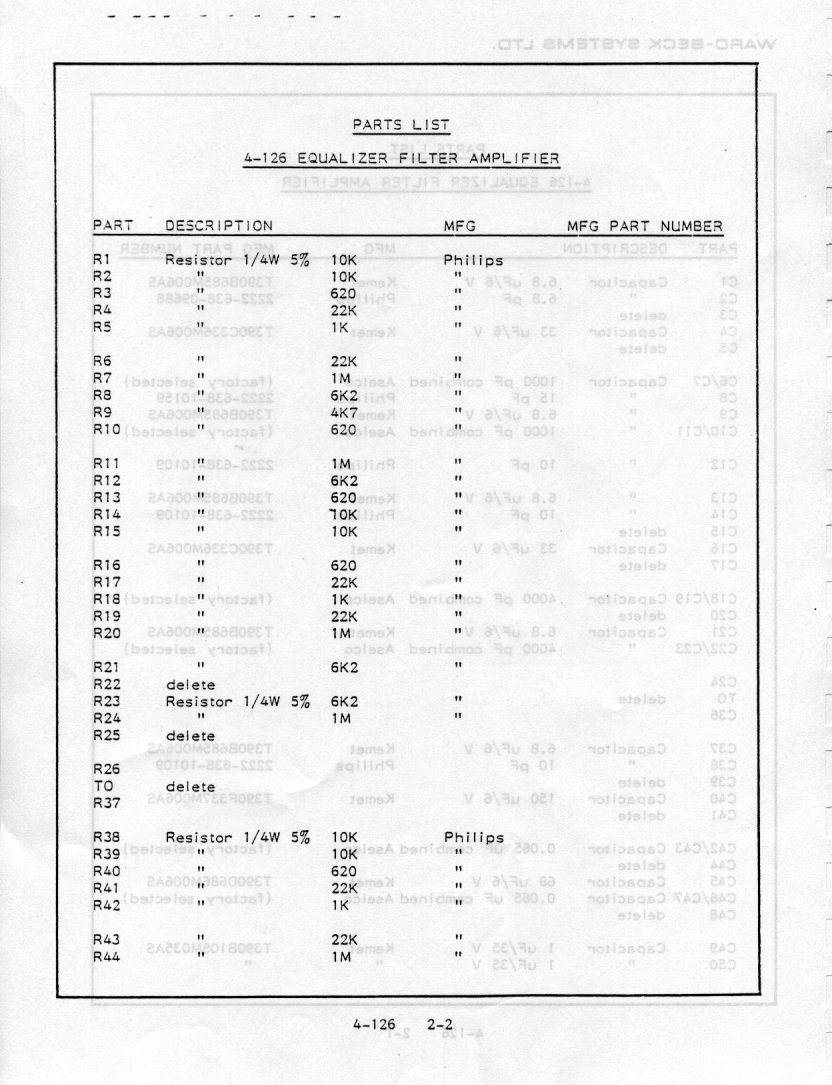 PARTS LIST
4-126 EQUALIZER FILTER AMPLIFIER
PART DESCRIPTION MFG MFG PART NUMBER
R1 Resistor 1/4W 5% 10K Philips
R2 " 10K "
R3 " 620 "
R4 " 22K "
R5 " 1K "
R6 " 22K "
R7 " 1M "
R8 " 6K2 "
R9 " 4K7 "
R10 " 620 "
R11 " 1M "
R12 " 6K2 "
R13 " 620 "
R14 " 10K "
R15 " 10K "
R16 " 620 "
R17 " 22K "
R18 " 1K "
R19 " 22K "
R20 " 1M "
R21 " 6K2 "
R22 delete
R23 Resistor 1/4W 5% 6K2 "
R24 " 1M "
R25 delete
R26
TO delete
R37
R38 Resistor 1/4W 5% 10K Philips
R39 " 10K "
R40 " 620 "
R41 " 22K "
R42 " 1K "
R43 " 22K "
R44 " 1M "
4-126 2-2